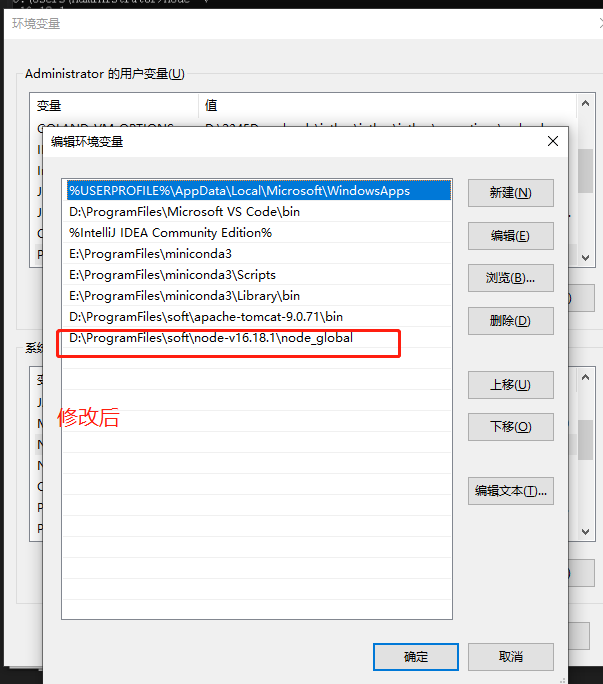 环境变量
Administrator 的用户变量(U)
变量
值
编辑环境变量
%USERPROFILE%\AppData\Local\Microsoft\WindowsApps
D:\ProgramFiles\Microsoft VS Code\bin
%IntelliJ IDEA Community Edition%
E:\ProgramFiles\miniconda3
E:\ProgramFiles\miniconda3\Scripts
E:\ProgramFiles\miniconda3\Library\bin
D:\ProgramFiles\soft\apache-tomcat-9.0.71\bin
D:\ProgramFiles\soft\node-v16.18.1\node_global
修改后
新建(N)
编辑(E)
浏览(B)...
删除(D)
上移(U)
下移(O)
编辑文本(T)...
确定
取消